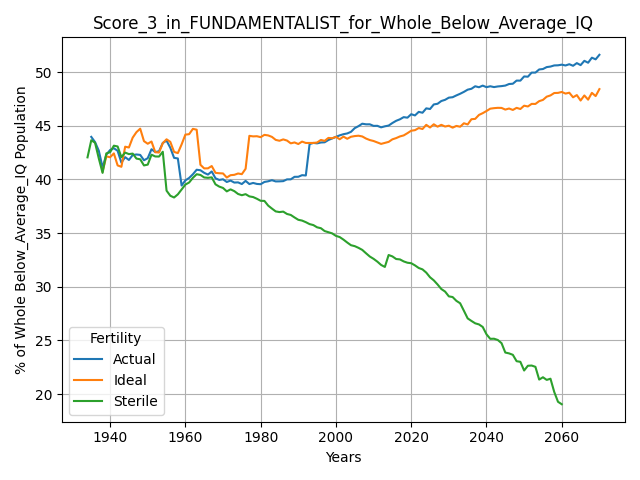 Score_3_in_FUNDAMENTALIST_for_Whole_Below_Average_IQ
% of Whole Below_Average_IQ Population
50
45
40
35
30
25
20
Fertility
Actual
Ideal
Sterile
1940 1960 1980 2000 2020 2040 2060
Years